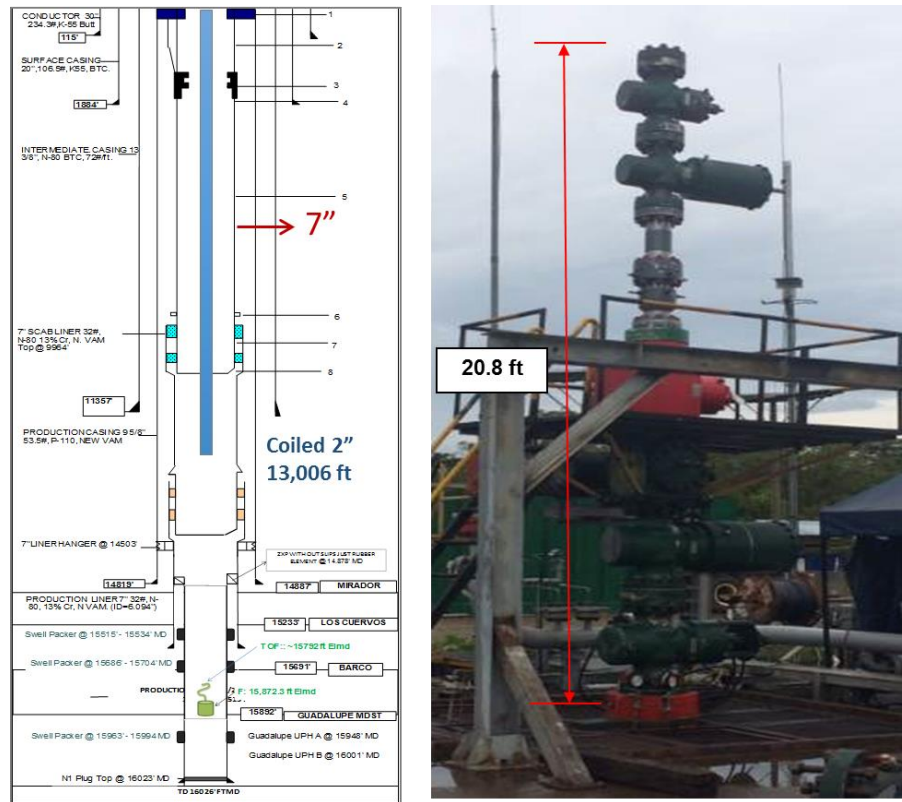 CONDUCTOR 30"
234.3#,K-55 Butt
115'
SURFACE CASING
20",106.5#, K55, BTC.
1884'
INTERMEDIATE, CASING 13
3/8", N-80 BTC, 72#/ft.
7" SCAB LINER 32#,
N-80 13% Cr, N. VAM
Top @ 9964'
11357'
PRODUCTION CASING 9 5/8"
53.5#, P-110, NEW VAM
7" LINER HANGER @ 14503'
14819'
PRODUCTION LINER 7" 32#, N-
80, 13% Cr, N VAM. (ID=6.094")
Swell Packer @ 15515' - 15534' MD
Swell Packer @ 15686' - 15704' MD
Swell Packer @ 15963' - 15994' MD
N1 Plug Top @ 16023' MD
TD 16026' FTMD
1
2
3
4
5
7"
6
7
8
Coiled 2"
13,006 ft
ZXP WITHOUT SLIPS JUST RUBBER
ELEMENT @ 14.878' MD
14887' MIRADOR
15233' LOS CUERVOS
TOF:: ~15792 ft Elmd
15691' BARCO
F: 15,872.3 ft Elmd
15892' GUADALUPE MDST
Guadalupe UPH A @ 15948' MD
Guadalupe UPH B @ 16001' MD
20.8 ft